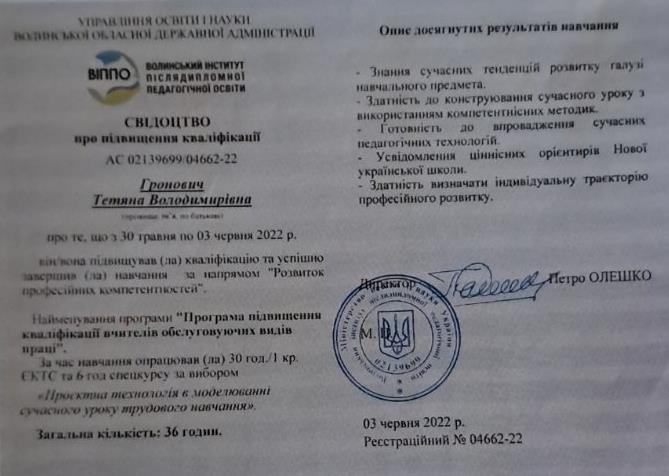 УПРАВЛІННЯ ОСВІТИ І НАУКИ
ВОЛИНСЬКОЇ ОБЛАСНОЇ ДЕРЖАВНОЇ АДМІНІСТРАЦІЇ
ВІППО
ВОЛИНСЬКИЙ ІНСТИТУТ
ПІСЛЯДИПЛОМНОЇ
ПЕДАГОГІЧНОЇ ОСВІТИ
СВІДОЦТВО
про підвищення кваліфікації
АС 02139699/04662-22
Гронович
Тетяна Володимирівна
(прізвище, ім'я, по батькові)
про те, що з 30 травня по 03 червня 2022 р.
він/вона підвищував (ла) кваліфікацію та успішно
завершив (ла) навчання за напрямом "Розвиток
професійних компетентностей".
Найменування програми "Програма підвищення
кваліфікації вчителів обслуговуючих видів
праці".
За час навчання опрацював (ла) 30 год./1 кр.
ЄКТС та 6 год спецкурсу за вибором
«Проєктна технологія в моделюванні
сучасного уроку трудового навчання».
Загальна кількість: 36 годин.
Опис досягнутих результатів навчання
- Знання сучасних тенденцій розвитку галузі
навчального предмета.
- Здатність до конструювання сучасного уроку з
використанням компетентнісних методик.
- Готовність до впровадження сучасних
педагогічних технологій.
- Усвідомлення ціннісних орієнтирів Нової
української школи.
- Здатність визначати індивідуальну траєкторію
професійного розвитку.
Директор Петро ОЛЕШКО
М. П.
02139699
03 червня 2022 р.
Реєстраційний № 04662-22